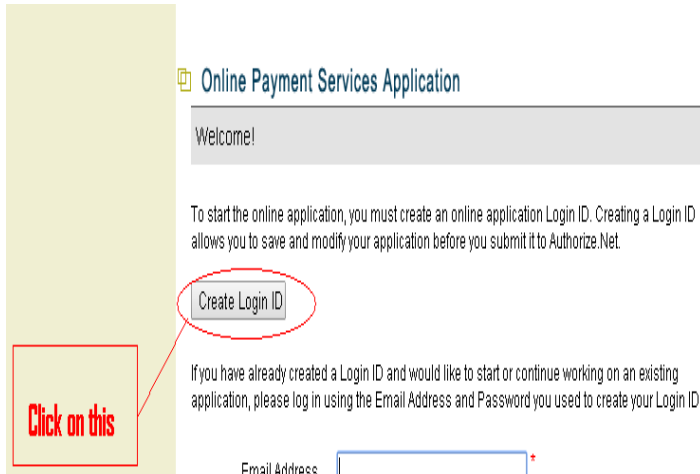 Online Payment Services Application
Welcome!
To start the online application, you must create an online application Login ID. Creating a Login ID
allows you to save and modify your application before you submit it to Authorize.Net.
Create Login ID
If you have already created a Login ID and would like to start or continue working on an existing
application, please log in using the Email Address and Password you used to create your Login ID
Click on this
Email Address
*